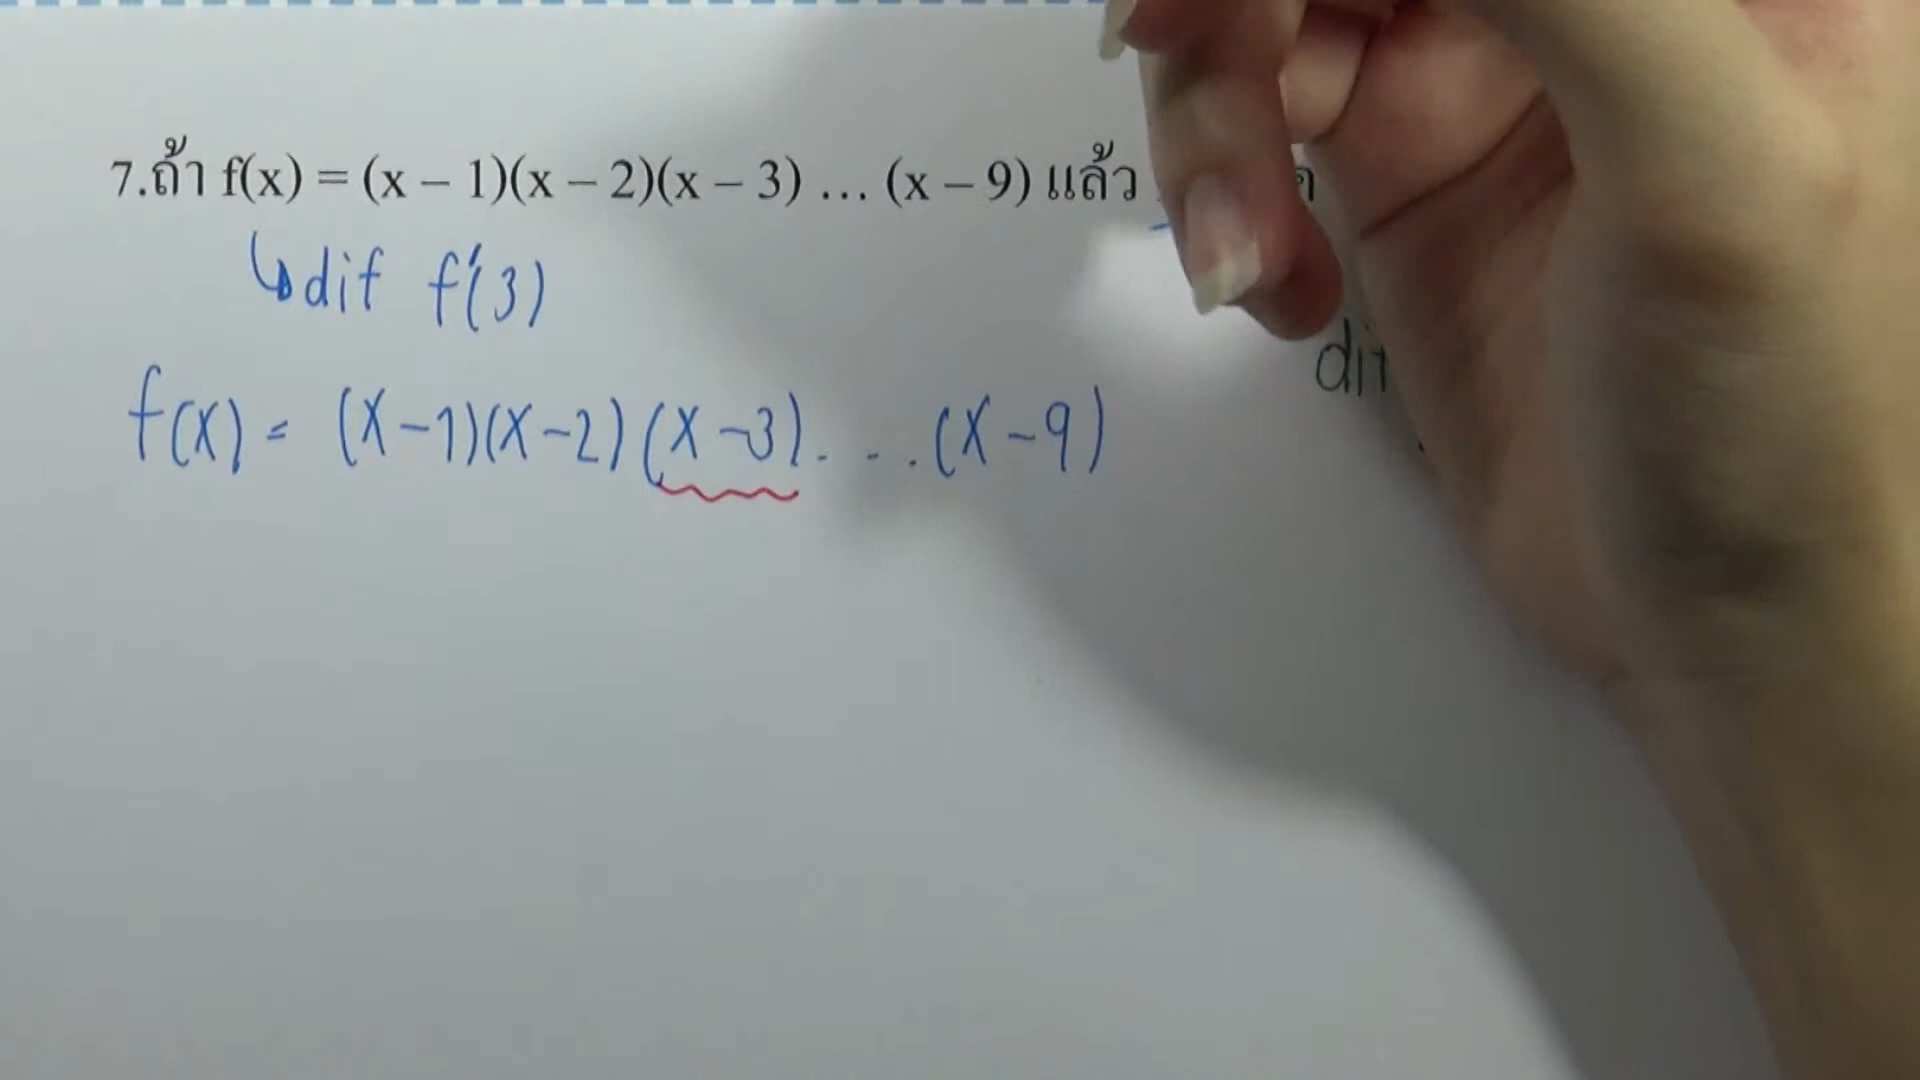 7.ถ้า f(x) = (x – 1)(x – 2)(x – 3) … (x – 9) แล้ว
↳dif f'(3)
dif
f(x) = (x-1)(x-2)(x-3)....(x-9)